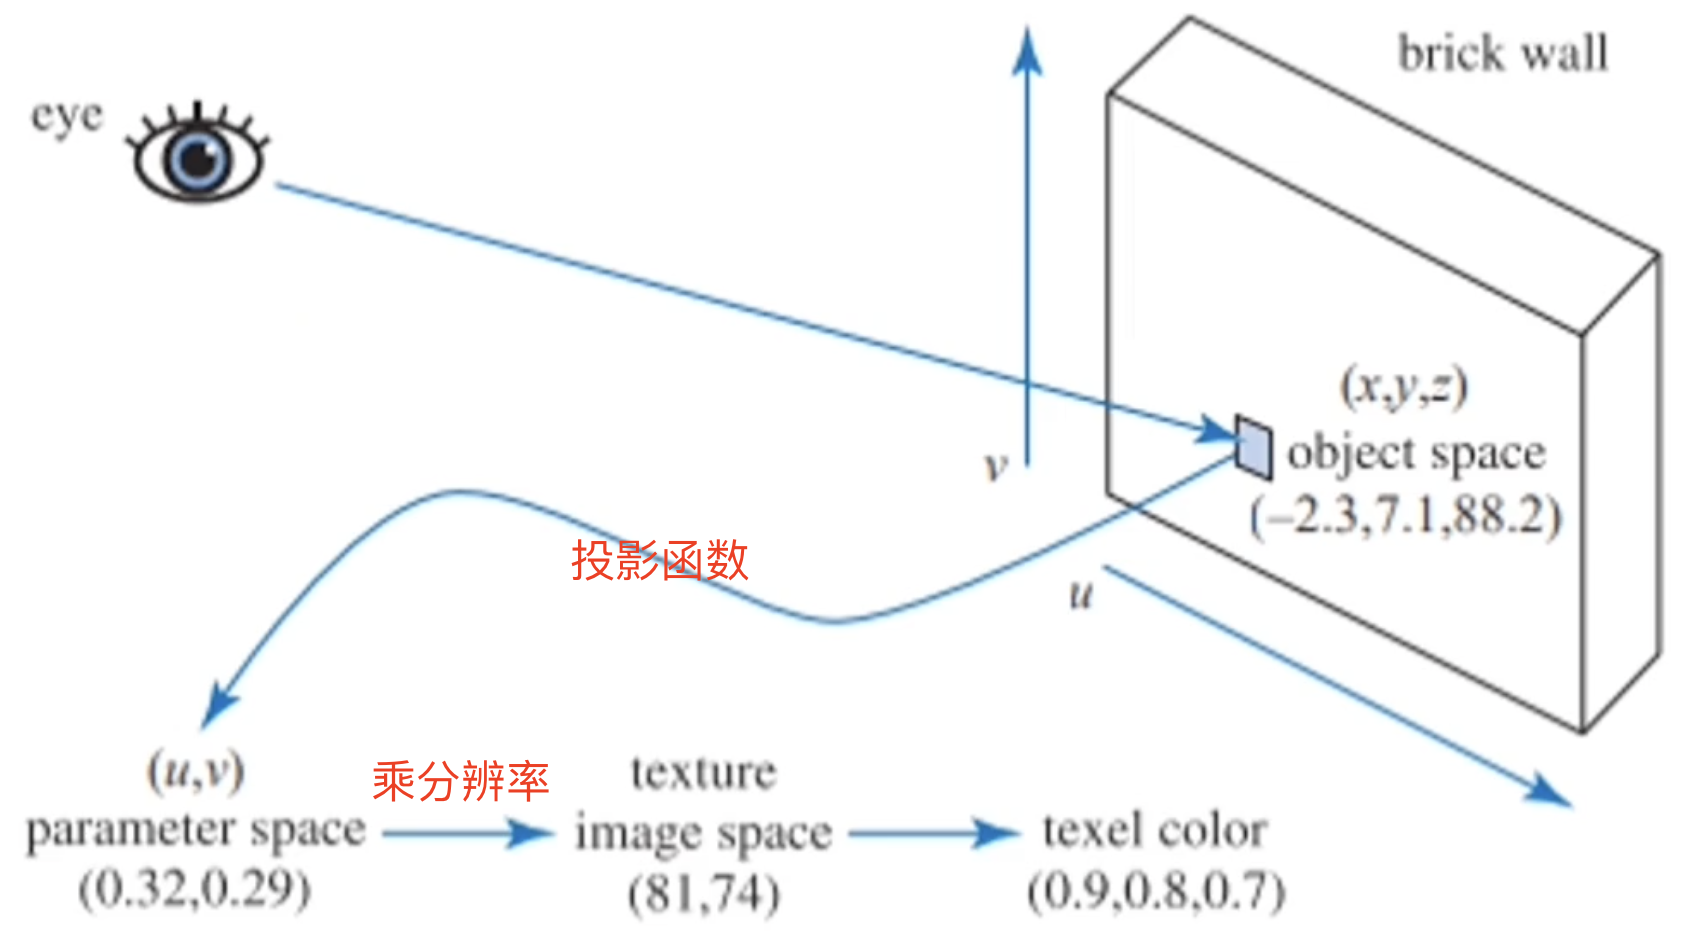 brick wall
eye
(x,y,z)
object space
(–2.3,7.1,88.2)
v
u
投影函数
(u,v)
parameter space
(0.32,0.29)
乘分辨率
texture
image space
(81,74)
texel color
(0.9,0.8,0.7)